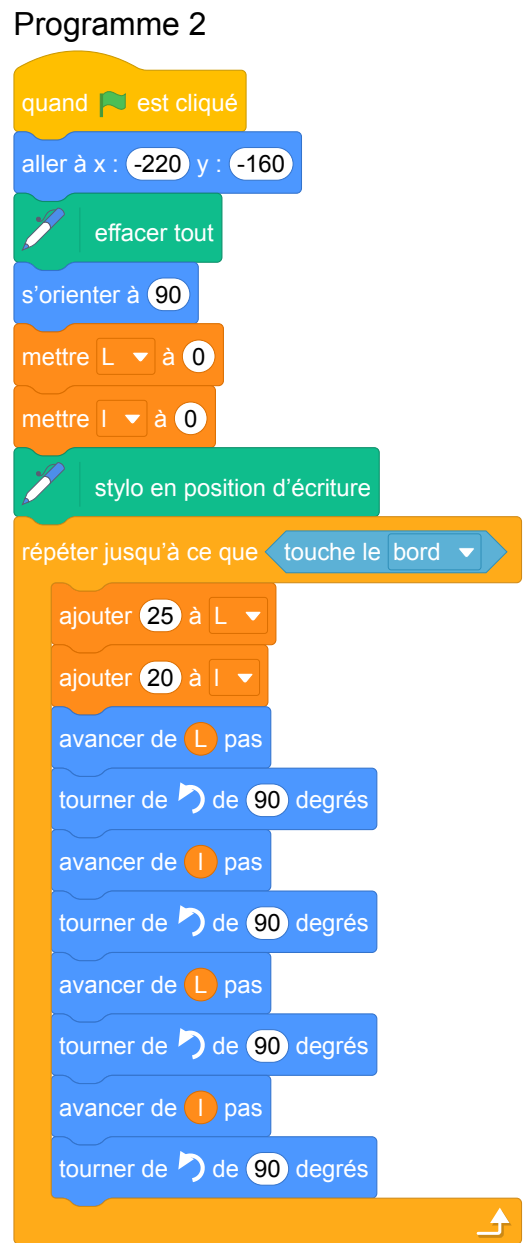 Programme 2
quand est cliqué
aller à x : -220 y : -160
effacer tout
s'orienter à 90
mettre L à 0
mettre l à 0
stylo en position d'écriture
répéter jusqu'à ce que touche le bord
ajouter 25 à L
ajouter 20 à l
avancer de L pas
tourner de de 90 degrés
avancer de l pas
tourner de de 90 degrés
avancer de L pas
tourner de de 90 degrés
avancer de l pas
tourner de de 90 degrés